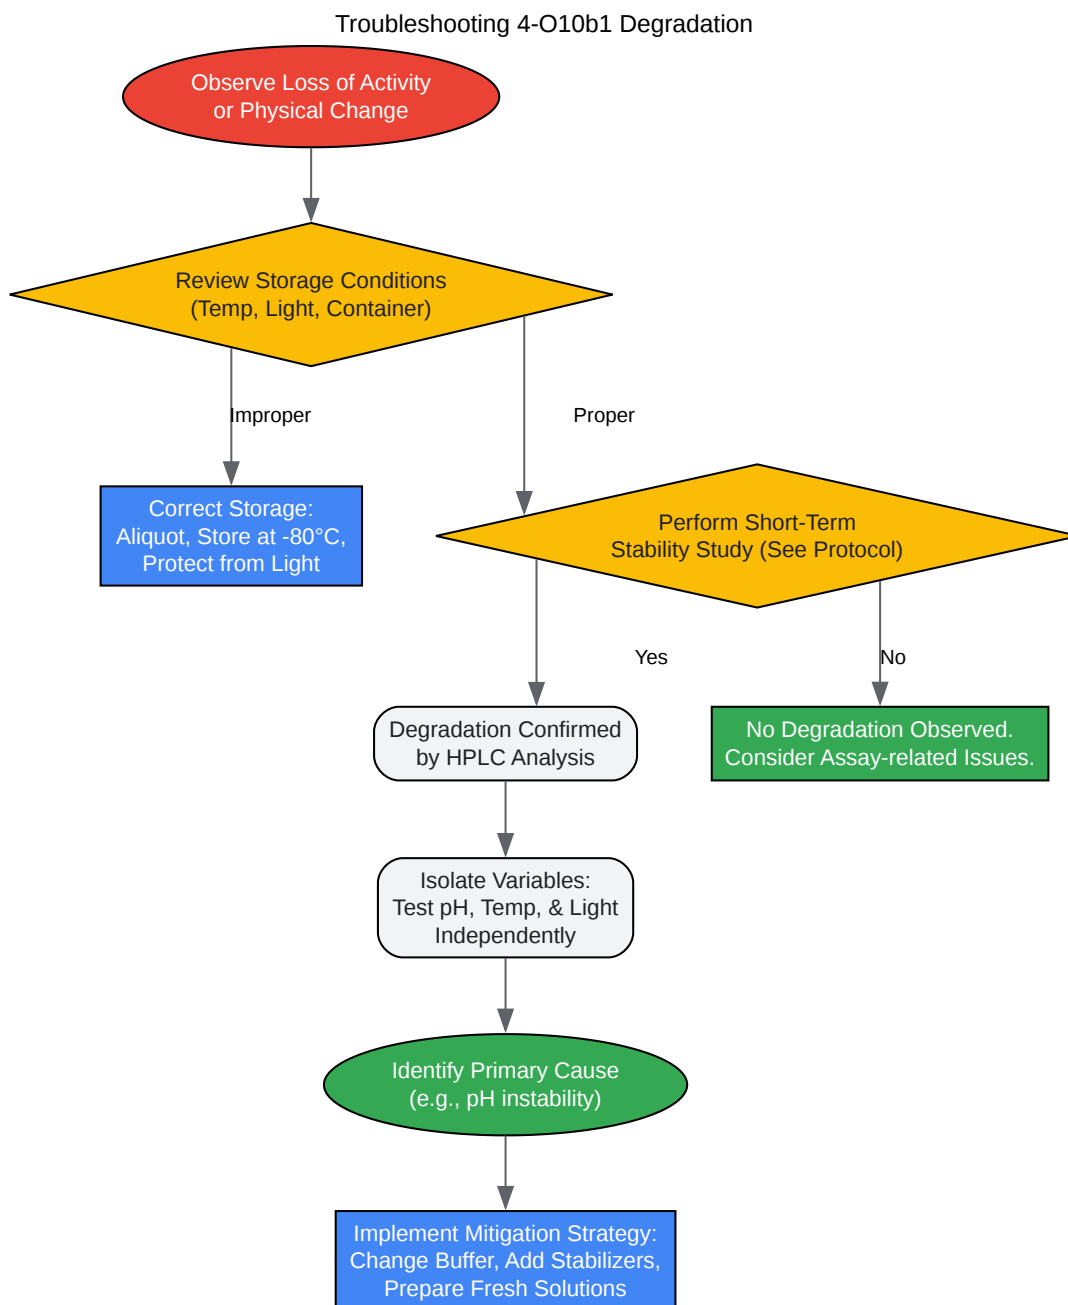 Troubleshooting 4-O10b1 Degradation
Observe Loss of Activity
or Physical Change
Review Storage Conditions
(Temp, Light, Container)
Improper
Proper
Correct Storage:
Aliquot, Store at -80°C,
Protect from Light
Perform Short-Term
Stability Study (See Protocol)
Yes
No
Degradation Confirmed
by HPLC Analysis
No Degradation Observed.
Consider Assay-related Issues.
Isolate Variables:
Test pH, Temp, & Light
Independently
Identify Primary Cause
(e.g., pH instability)
Implement Mitigation Strategy:
Change Buffer, Add Stabilizers,
Prepare Fresh Solutions